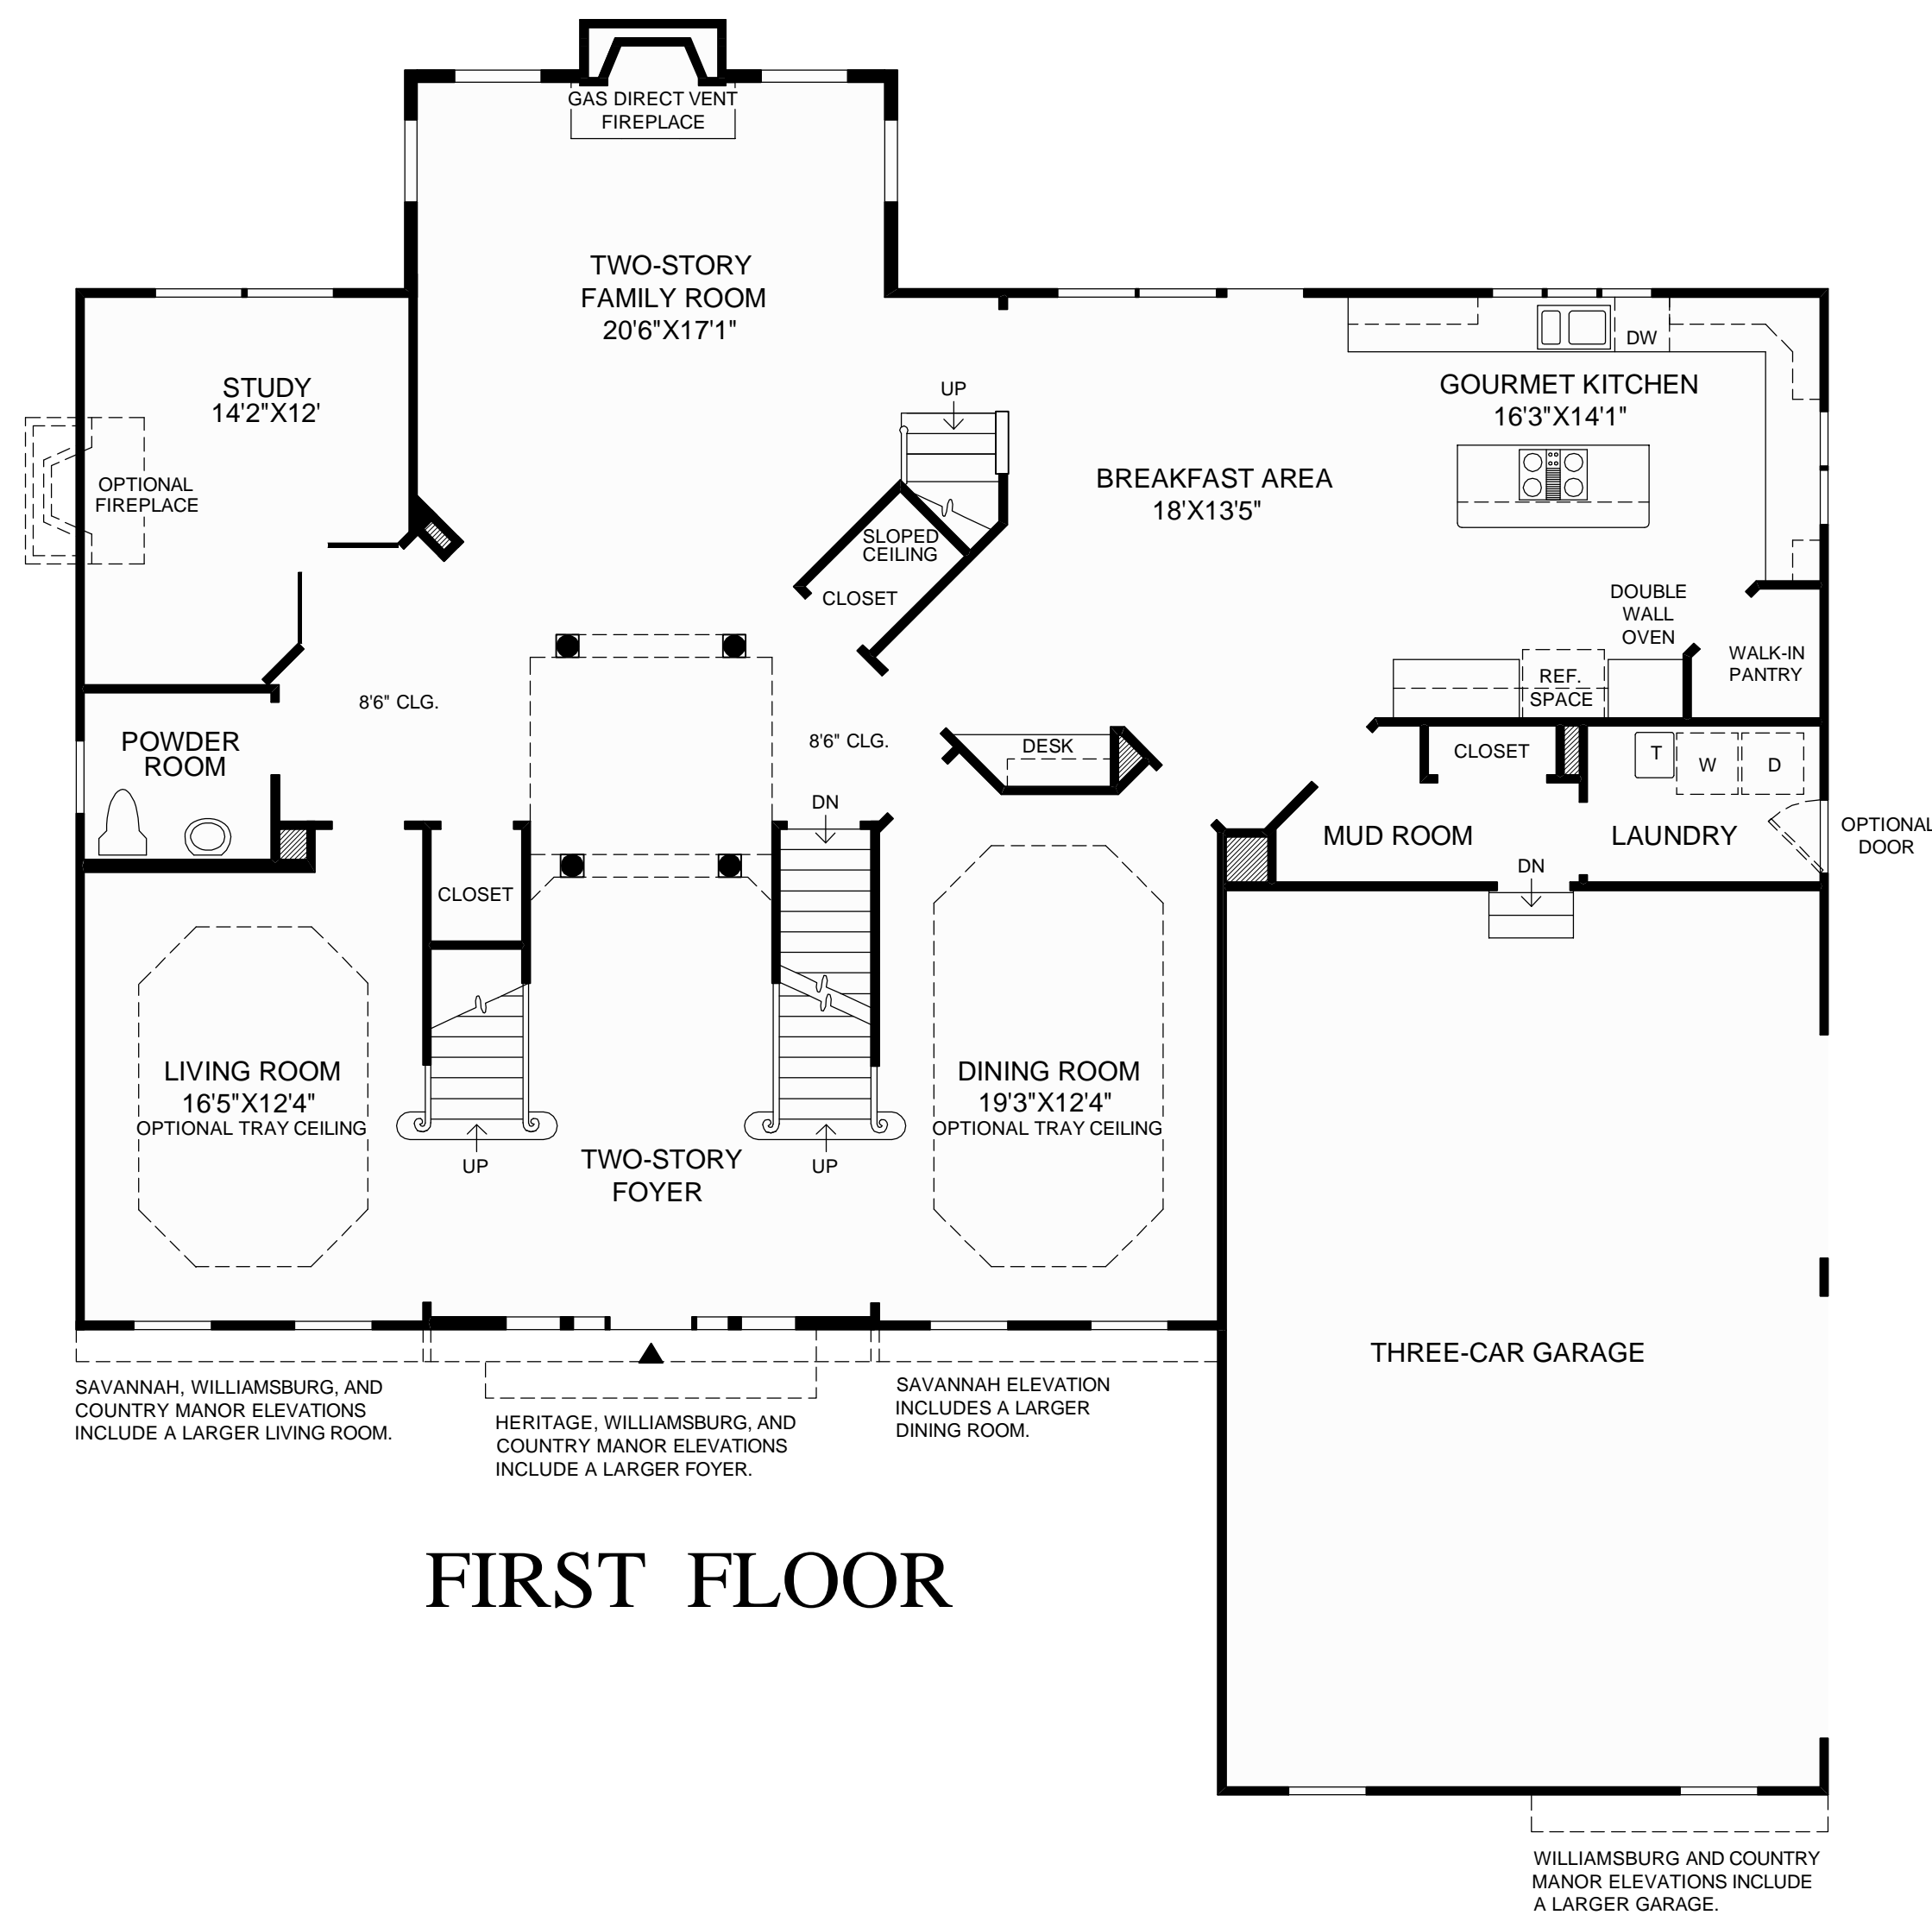 GAS DIRECT VENT
FIREPLACE
TWO-STORY
FAMILY ROOM
20'6"X17'1"
STUDY
14'2"X12'
OPTIONAL
FIREPLACE
UP
SLOPED
CEILING
CLOSET
BREAKFAST AREA
18'X13'5"
DW
GOURMET KITCHEN
16'3"X14'1"
DOUBLE
WALL
OVEN
WALK-IN
PANTRY
REF.
SPACE
8'6" CLG.
8'6" CLG.
POWDER
ROOM
DESK
CLOSET
T
W
D
DN
MUD ROOM
LAUNDRY
OPTIONAL
DOOR
DN
CLOSET
LIVING ROOM
16'5"X12'4"
OPTIONAL TRAY CEILING
UP
TWO-STORY
FOYER
UP
DINING ROOM
19'3"X12'4"
OPTIONAL TRAY CEILING
THREE-CAR GARAGE
SAVANNAH, WILLIAMSBURG, AND
COUNTRY MANOR ELEVATIONS
INCLUDE A LARGER LIVING ROOM.
HERITAGE, WILLIAMSBURG, AND
COUNTRY MANOR ELEVATIONS
INCLUDE A LARGER FOYER.
SAVANNAH ELEVATION
INCLUDES A LARGER
DINING ROOM.
FIRST FLOOR
WILLIAMSBURG AND COUNTRY
MANOR ELEVATIONS INCLUDE
A LARGER GARAGE.